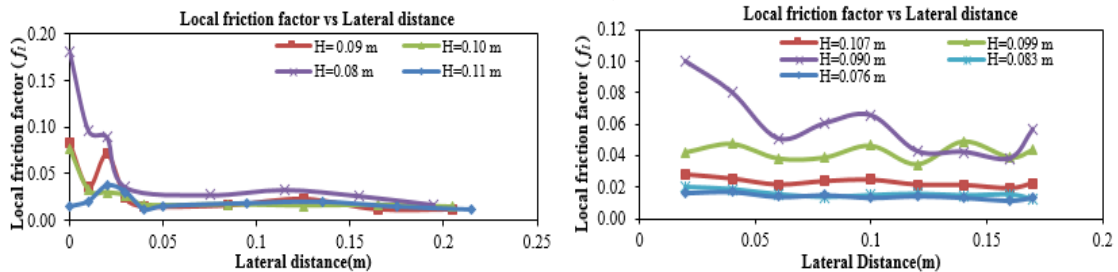 Local friction factor vs Lateral distance
Local friction factor (f₁)
0.20
0.15
0.10
0.05
0.00
H= 0.09 m
H=0.10 m
H=0.08 m
H=0.11 m
0
0.05
0.1
0.15
0.2
0.25
Lateral distance(m)
Local friction factor vs Lateral distance
Local friction factor (f₁)
0.12
0.10
0.08
0.06
0.04
0.02
0.00
H=0.107 m
H=0.099 m
H=0.090 m
H=0.083 m
H=0.076 m
0
0.05
0.1
0.15
0.2
Lateral Distance(m)